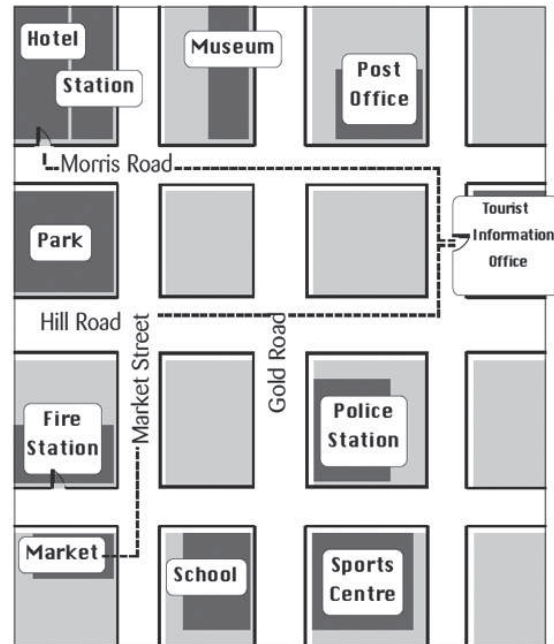 Hotel
Station
Museum
Post
Office
Morris Road
Park
Tourist
Information
Office
Hill Road
Market Street
Gold Road
Fire
Station
Police
Station
Market
School
Sports
Centre